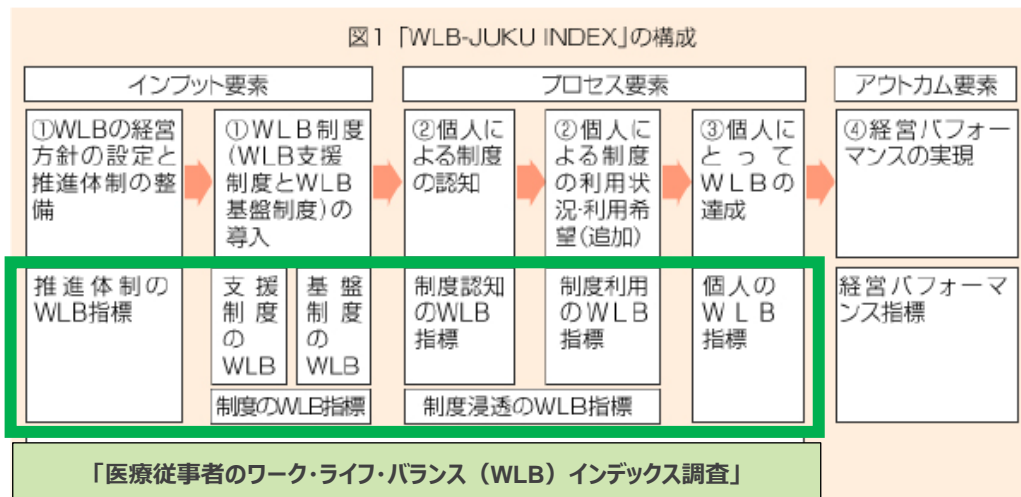 図1「WLB-JUKU INDEX」の構成
インプット要素
プロセス要素
アウトカム要素
①WLBの経営
方針の設定と
推進体制の整
備
①WLB制度
(WLB支援
制度とWLB
基盤制度)の
導入
②個人に
よる制度
の認知
②個人に
よる制度
の利用状
況・利用希
望(追加)
③個人に
とって
WLBの
達成
④経営パフォー
マンスの実現
推進体制の
WLB指標
支援
制度
の
WLB
基盤
制度
の
WLB
制度のWLB指標
制度認知
のWLB
指標
制度利用
のWLB
指標
制度浸透のWLB指標
個人の
WLB
指標
経営パフォーマ
ンス指標
「医療従事者のワーク・ライフ・バランス（WLB）インデックス調査」